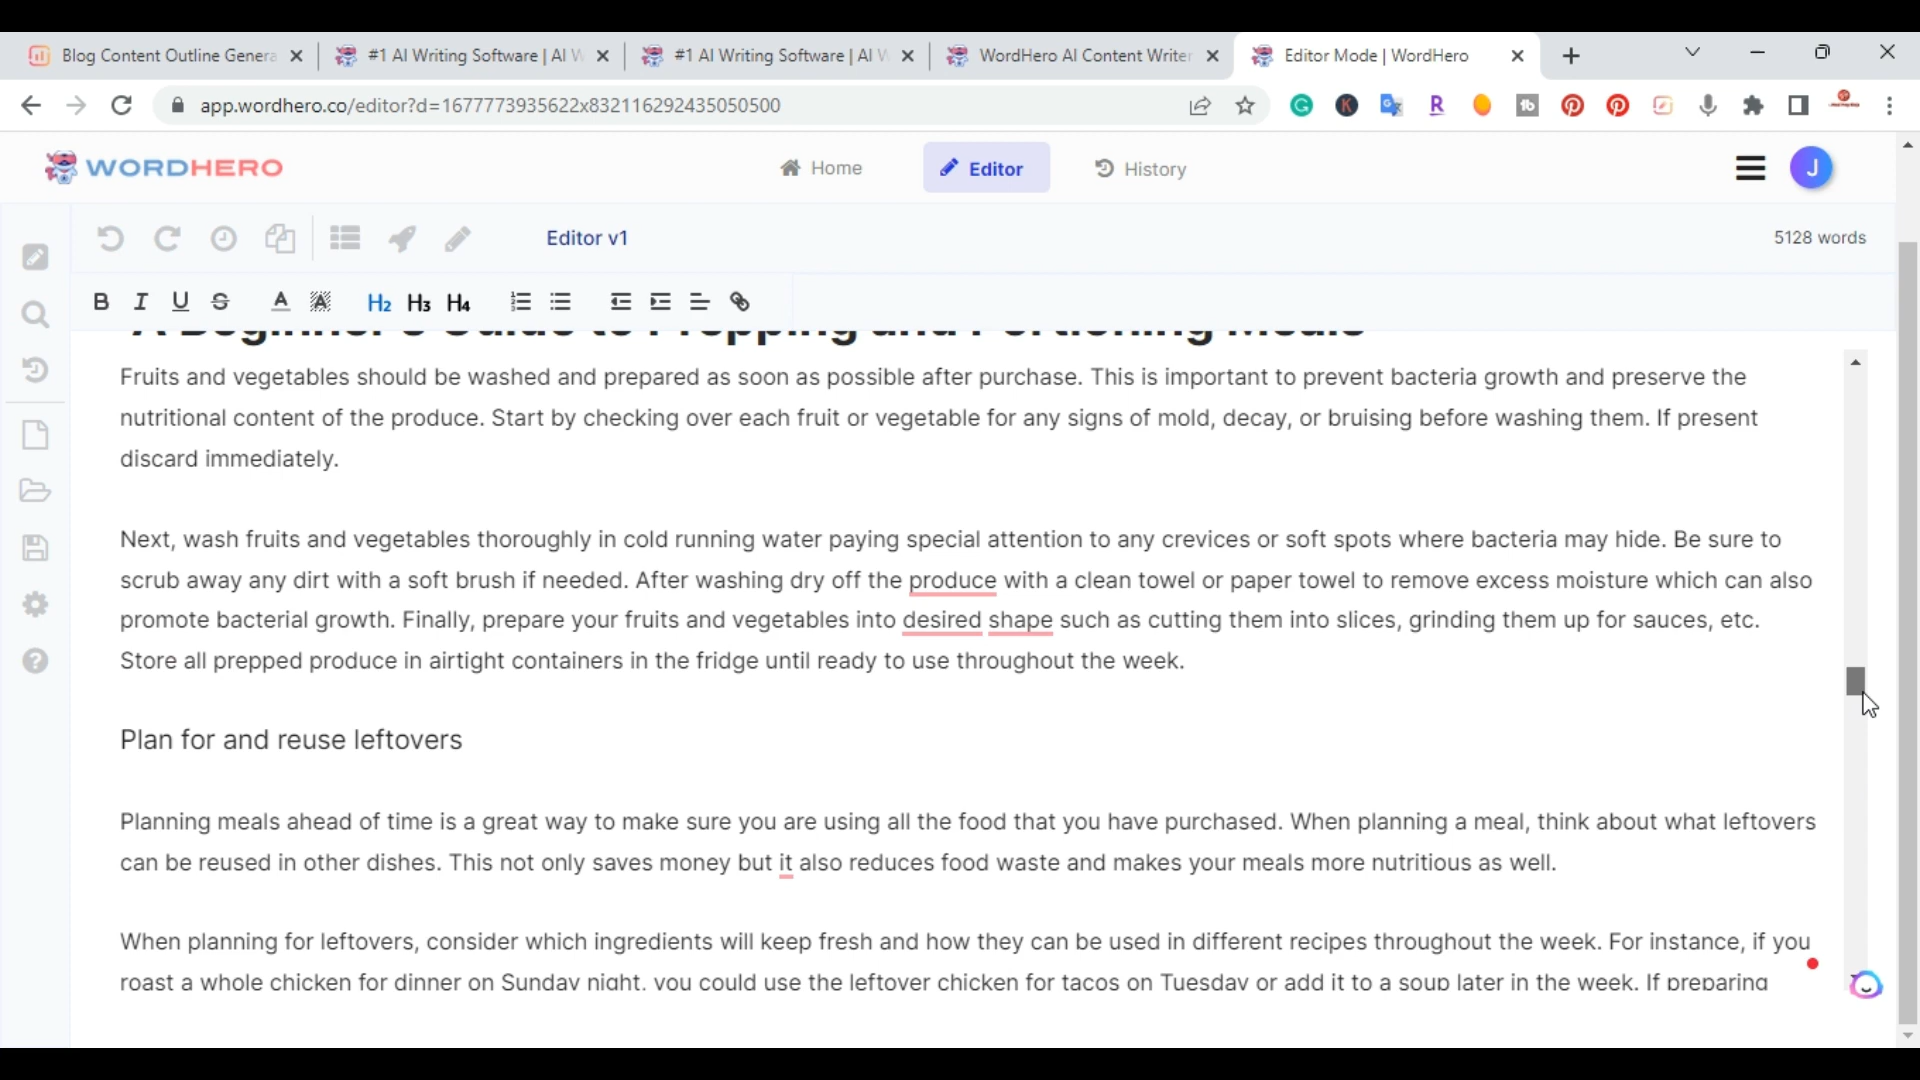 Blog Content Outline Genera
#1 AI Writing Software | AI W
#1 AI Writing Software | AI W
WordHero AI Content Writer
Editor Mode | WordHero
app.wordhero.co/editor?d=1677773935622x832116292435050500
WORDHERO
Home
Editor
History
J
Editor v1
5128 words
B I U S A A H2 H3 H4
A Beginner's Guide to Prepping and Portioning Meals
Fruits and vegetables should be washed and prepared as soon as possible after purchase. This is important to prevent bacteria growth and preserve the
nutritional content of the produce. Start by checking over each fruit or vegetable for any signs of mold, decay, or bruising before washing them. If present
discard immediately.
Next, wash fruits and vegetables thoroughly in cold running water paying special attention to any crevices or soft spots where bacteria may hide. Be sure to
scrub away any dirt with a soft brush if needed. After washing dry off the produce with a clean towel or paper towel to remove excess moisture which can also
promote bacterial growth. Finally, prepare your fruits and vegetables into desired shape such as cutting them into slices, grinding them up for sauces, etc.
Store all prepped produce in airtight containers in the fridge until ready to use throughout the week.
Plan for and reuse leftovers
Planning meals ahead of time is a great way to make sure you are using all the food that you have purchased. When planning a meal, think about what leftovers
can be reused in other dishes. This not only saves money but it also reduces food waste and makes your meals more nutritious as well.
When planning for leftovers, consider which ingredients will keep fresh and how they can be used in different recipes throughout the week. For instance, if you
roast a whole chicken for dinner on Sunday night, you could use the leftover chicken for tacos on Tuesday or add it to a soup later in the week. If preparing